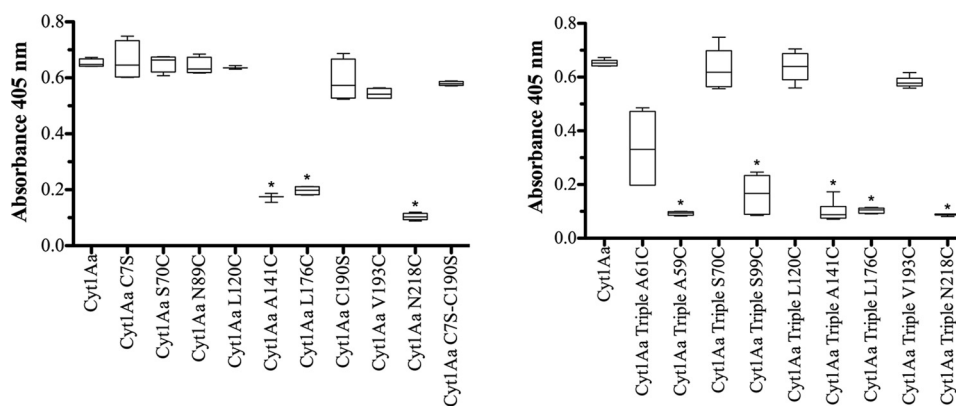 0.8
0.6
0.4
0.2
0.0
Absorbance 405 nm
*
*
*
Cyt1Aa
Cyt1Aa C7S
Cyt1Aa S70C
Cyt1Aa N89C
Cyt1Aa L120C
Cyt1Aa A141C
Cyt1Aa L176C
Cyt1Aa C190S
Cyt1Aa V193C
Cyt1Aa N218C
Cyt1Aa C7S-C190S
0.8
0.6
0.4
0.2
0.0
Absorbance 405 nm
*
*
*
*
*
Cyt1Aa
Cyt1Aa Triple A61C
Cyt1Aa Triple A59C
Cyt1Aa Triple S70C
Cyt1Aa Triple S99C
Cyt1Aa Triple L120C
Cyt1Aa Triple A141C
Cyt1Aa Triple L176C
Cyt1Aa Triple V193C
Cyt1Aa Triple N218C